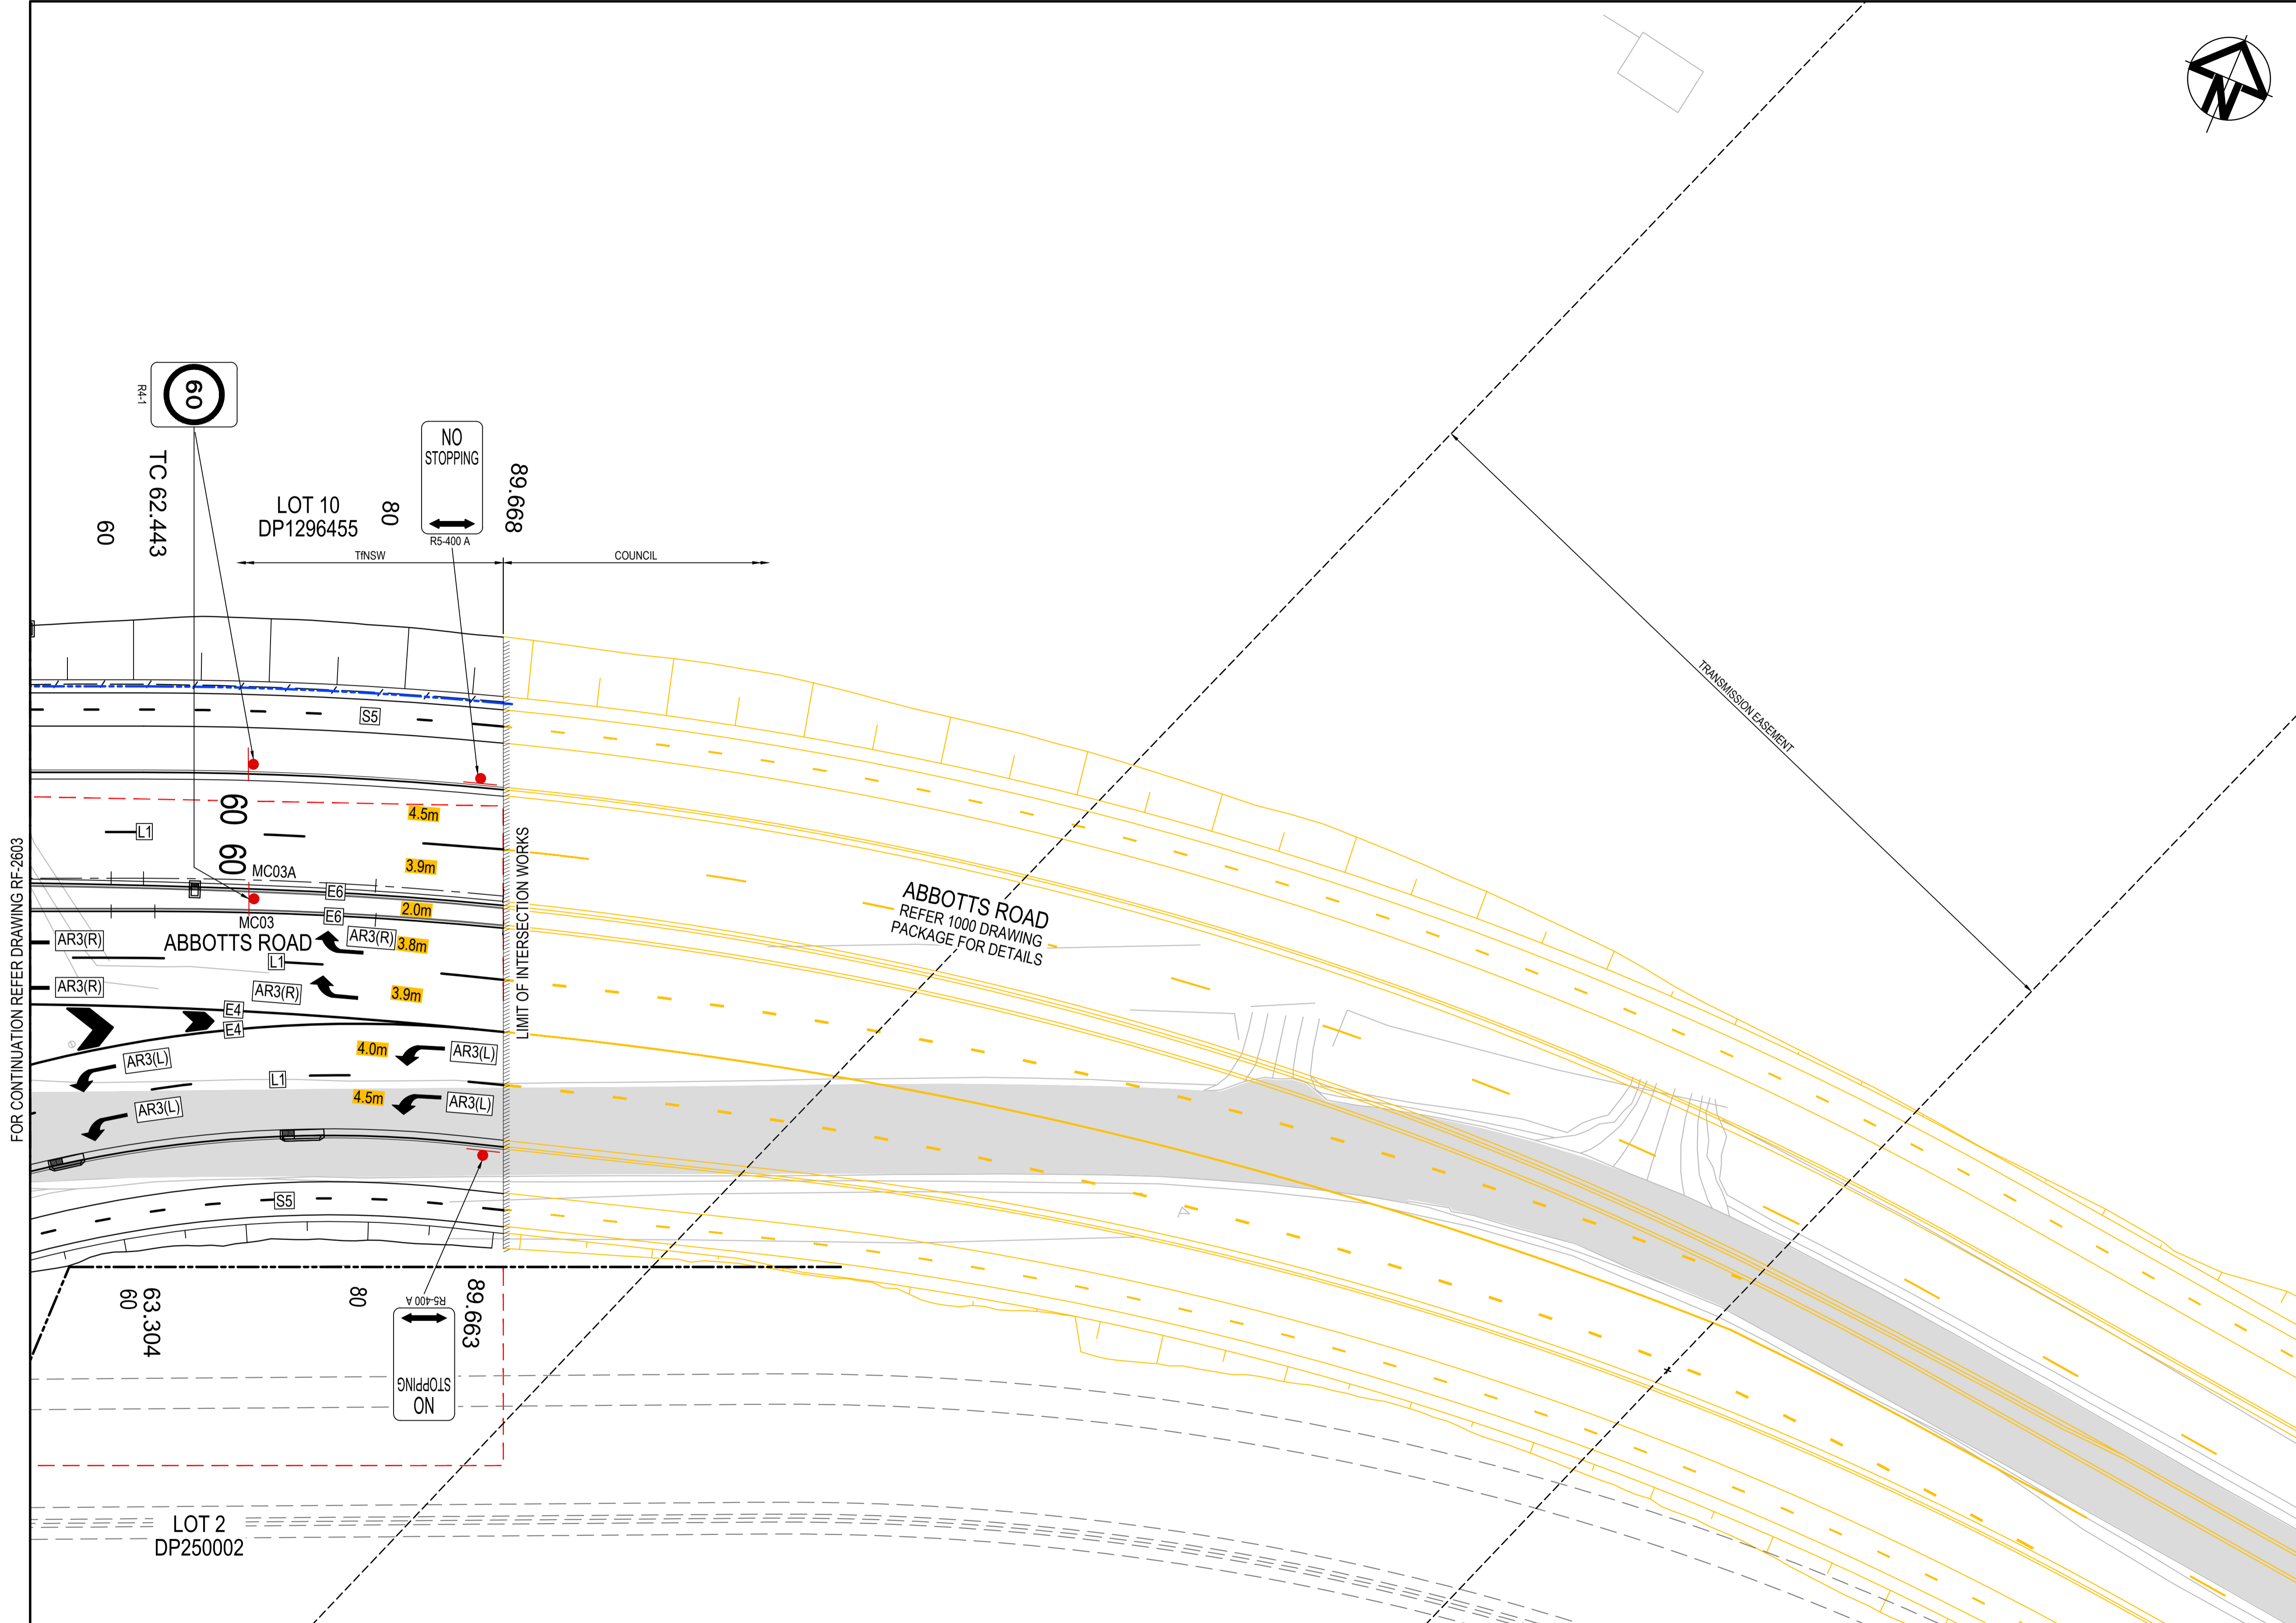 N
60
R4-1
NO
STOPPING
R5-400 A
TC 62.443
60
LOT 10
DP1296455
80
89.668
TfNSW
COUNCIL
TRANSMISSION EASEMENT
S5
4.5m
60
L1
60
3.9m
MC03A
E6
2.0m
E6
MC03
ABBOTTS ROAD
AR3(R)
3.8m
AR3(R)
L1
AR3(R)
AR3(R)
3.9m
E4
E4
4.0m
AR3(L)
AR3(L)
L1
4.5m
AR3(L)
AR3(L)
S5
LIMIT OF INTERSECTION WORKS
FOR CONTINUATION REFER DRAWING RF-2603
ABBOTTS ROAD
REFER 1000 DRAWING
PACKAGE FOR DETAILS
60
63.304
80
89.663
R5-400 A
NO
STOPPING
LOT 2
DP250002